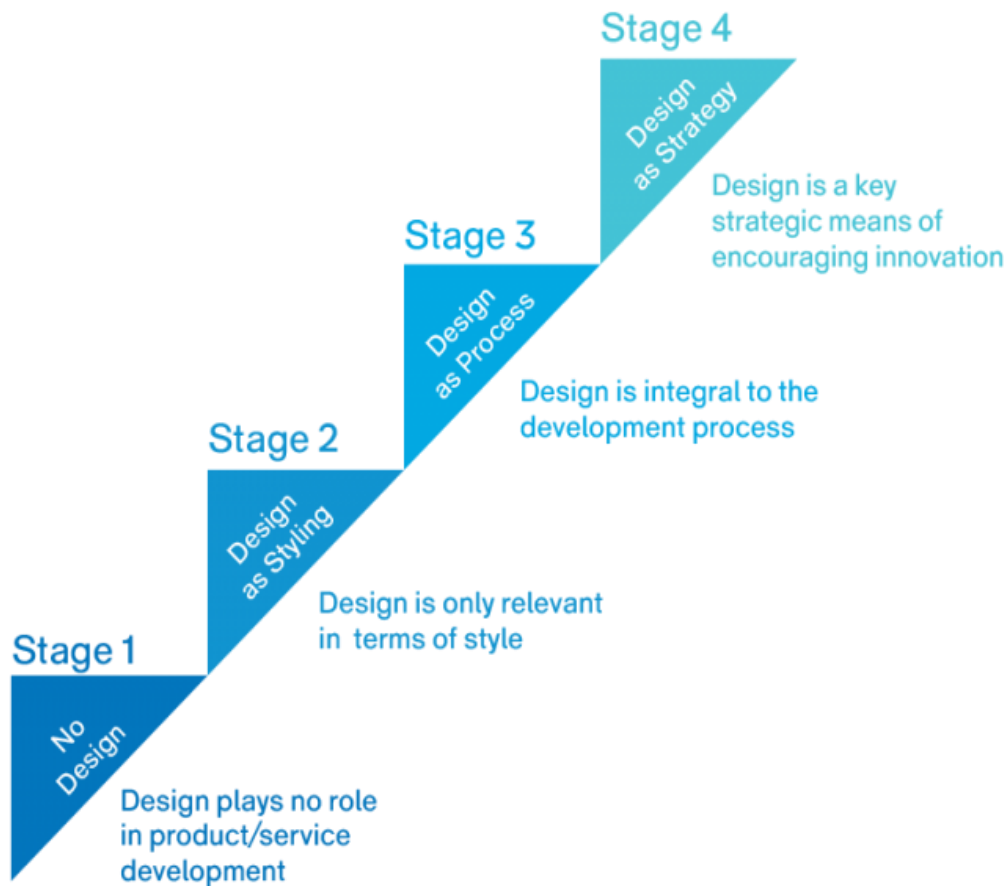 Stage 4
Design
as Strategy
Design is a key
strategic means of
encouraging innovation
Stage 3
Design
as Process
Design is integral to the
development process
Stage 2
Design
as Styling
Design is only relevant
in terms of style
Stage 1
No
Design
Design plays no role
in product/service
development